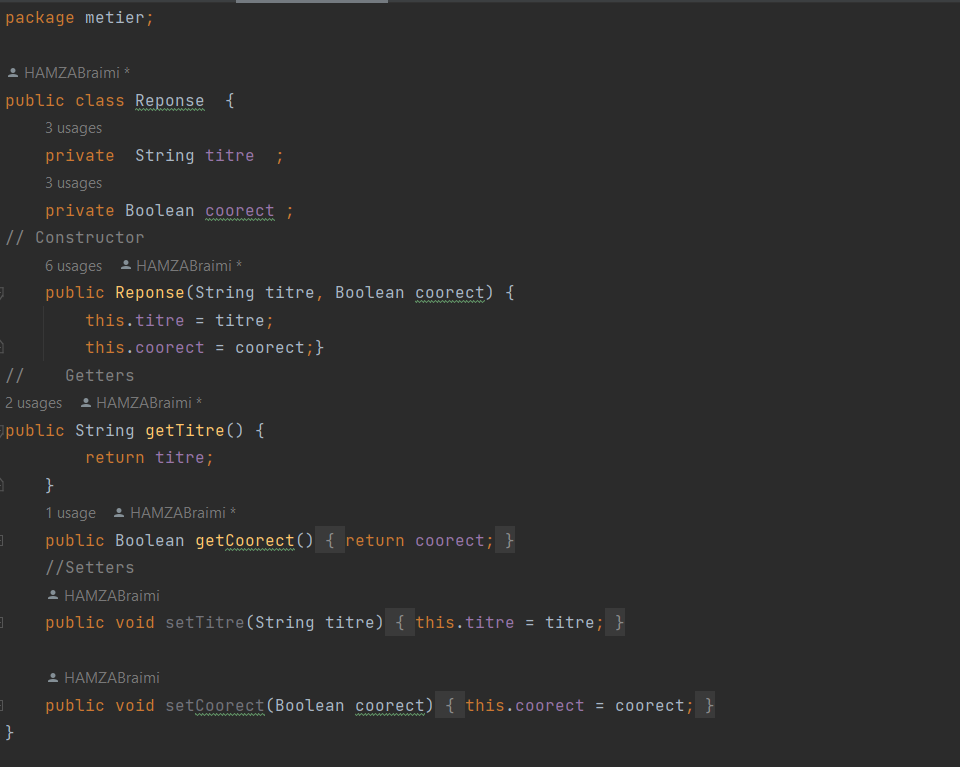 package metier;
HAMZABraimi *
public class Reponse  {
3 usages
private  String titre  ;
3 usages
private Boolean coorect ;
// Constructor
6 usages   HAMZABraimi *
public Reponse(String titre, Boolean coorect) {
this.titre = titre;
this.coorect = coorect;}
//    Getters
2 usages   HAMZABraimi *
public String getTitre() {
return titre;
}
1 usage   HAMZABraimi *
public Boolean getCoorect() { return coorect; }
//Setters
HAMZABraimi
public void setTitre(String titre) { this.titre = titre; }
HAMZABraimi
public void setCoorect(Boolean coorect) { this.coorect = coorect; }
}